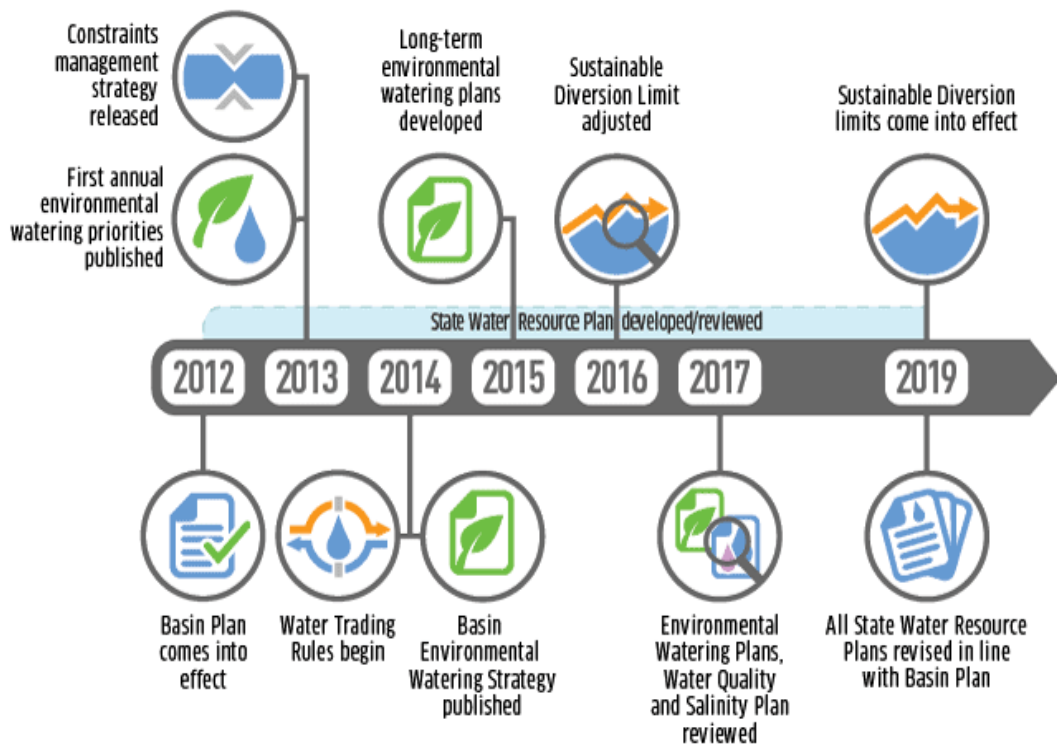 Constraints
management
strategy
released
First annual
environmental
watering priorities
published
Long-term
environmental
watering plans
developed
Sustainable
Diversion Limit
adjusted
Sustainable Diversion
limits come into effect
State Water Resource Plan developed/reviewed
2012 2013 2014 2015 2016 2017 2019
Basin Plan
comes into
effect
Water Trading
Rules begin
Basin
Environmental
Watering Strategy
published
Environmental
Watering Plans,
Water Quality
and Salinity Plan
reviewed
All State Water Resource
Plans revised in line
with Basin Plan